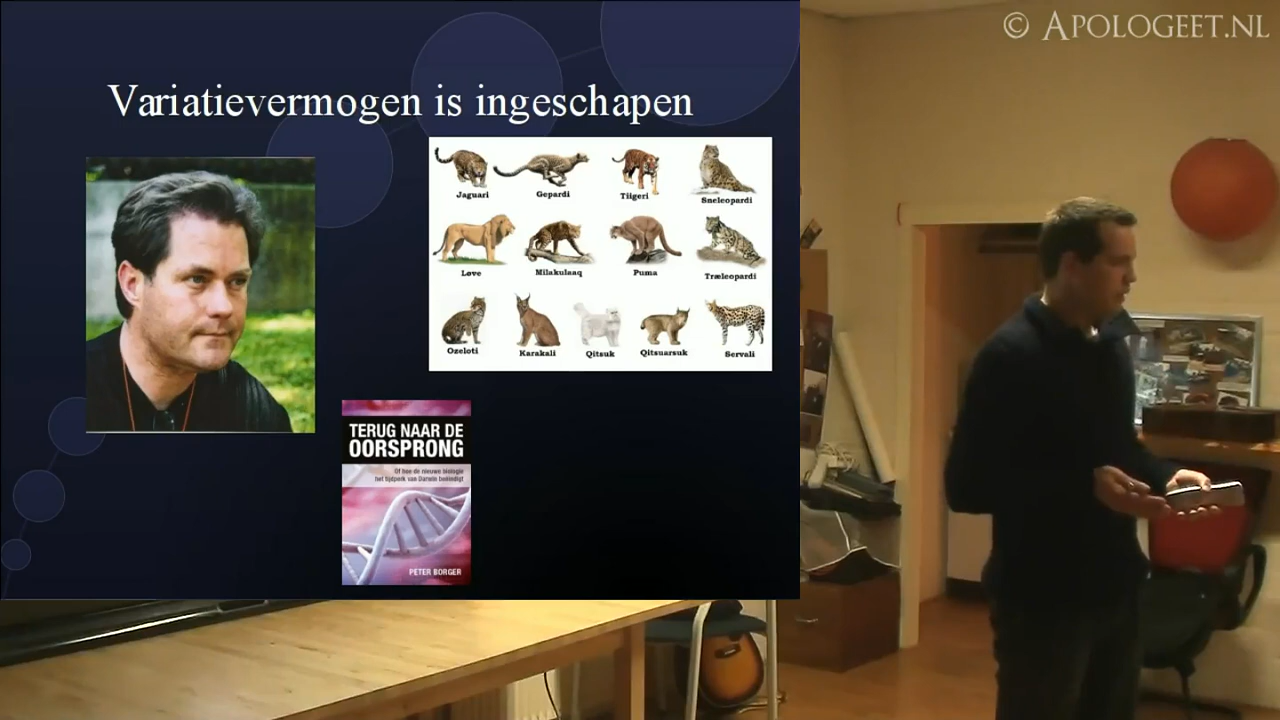 © APOLOGEET.NL
Variatievermogen is ingeschapen
Jaguari
Gepardi
Tiigeri
Sneleopardi
Løve
Milakulaaq
Puma
Træleopardi
Ozeloti
Karakali
Qitsuk
Qitsuarsuk
Servali
TERUG NAAR DE
OORSPRONG
Of hoe de nieuwe biologie
het tijdperk van Darwin beëindigt
PETER BORGER